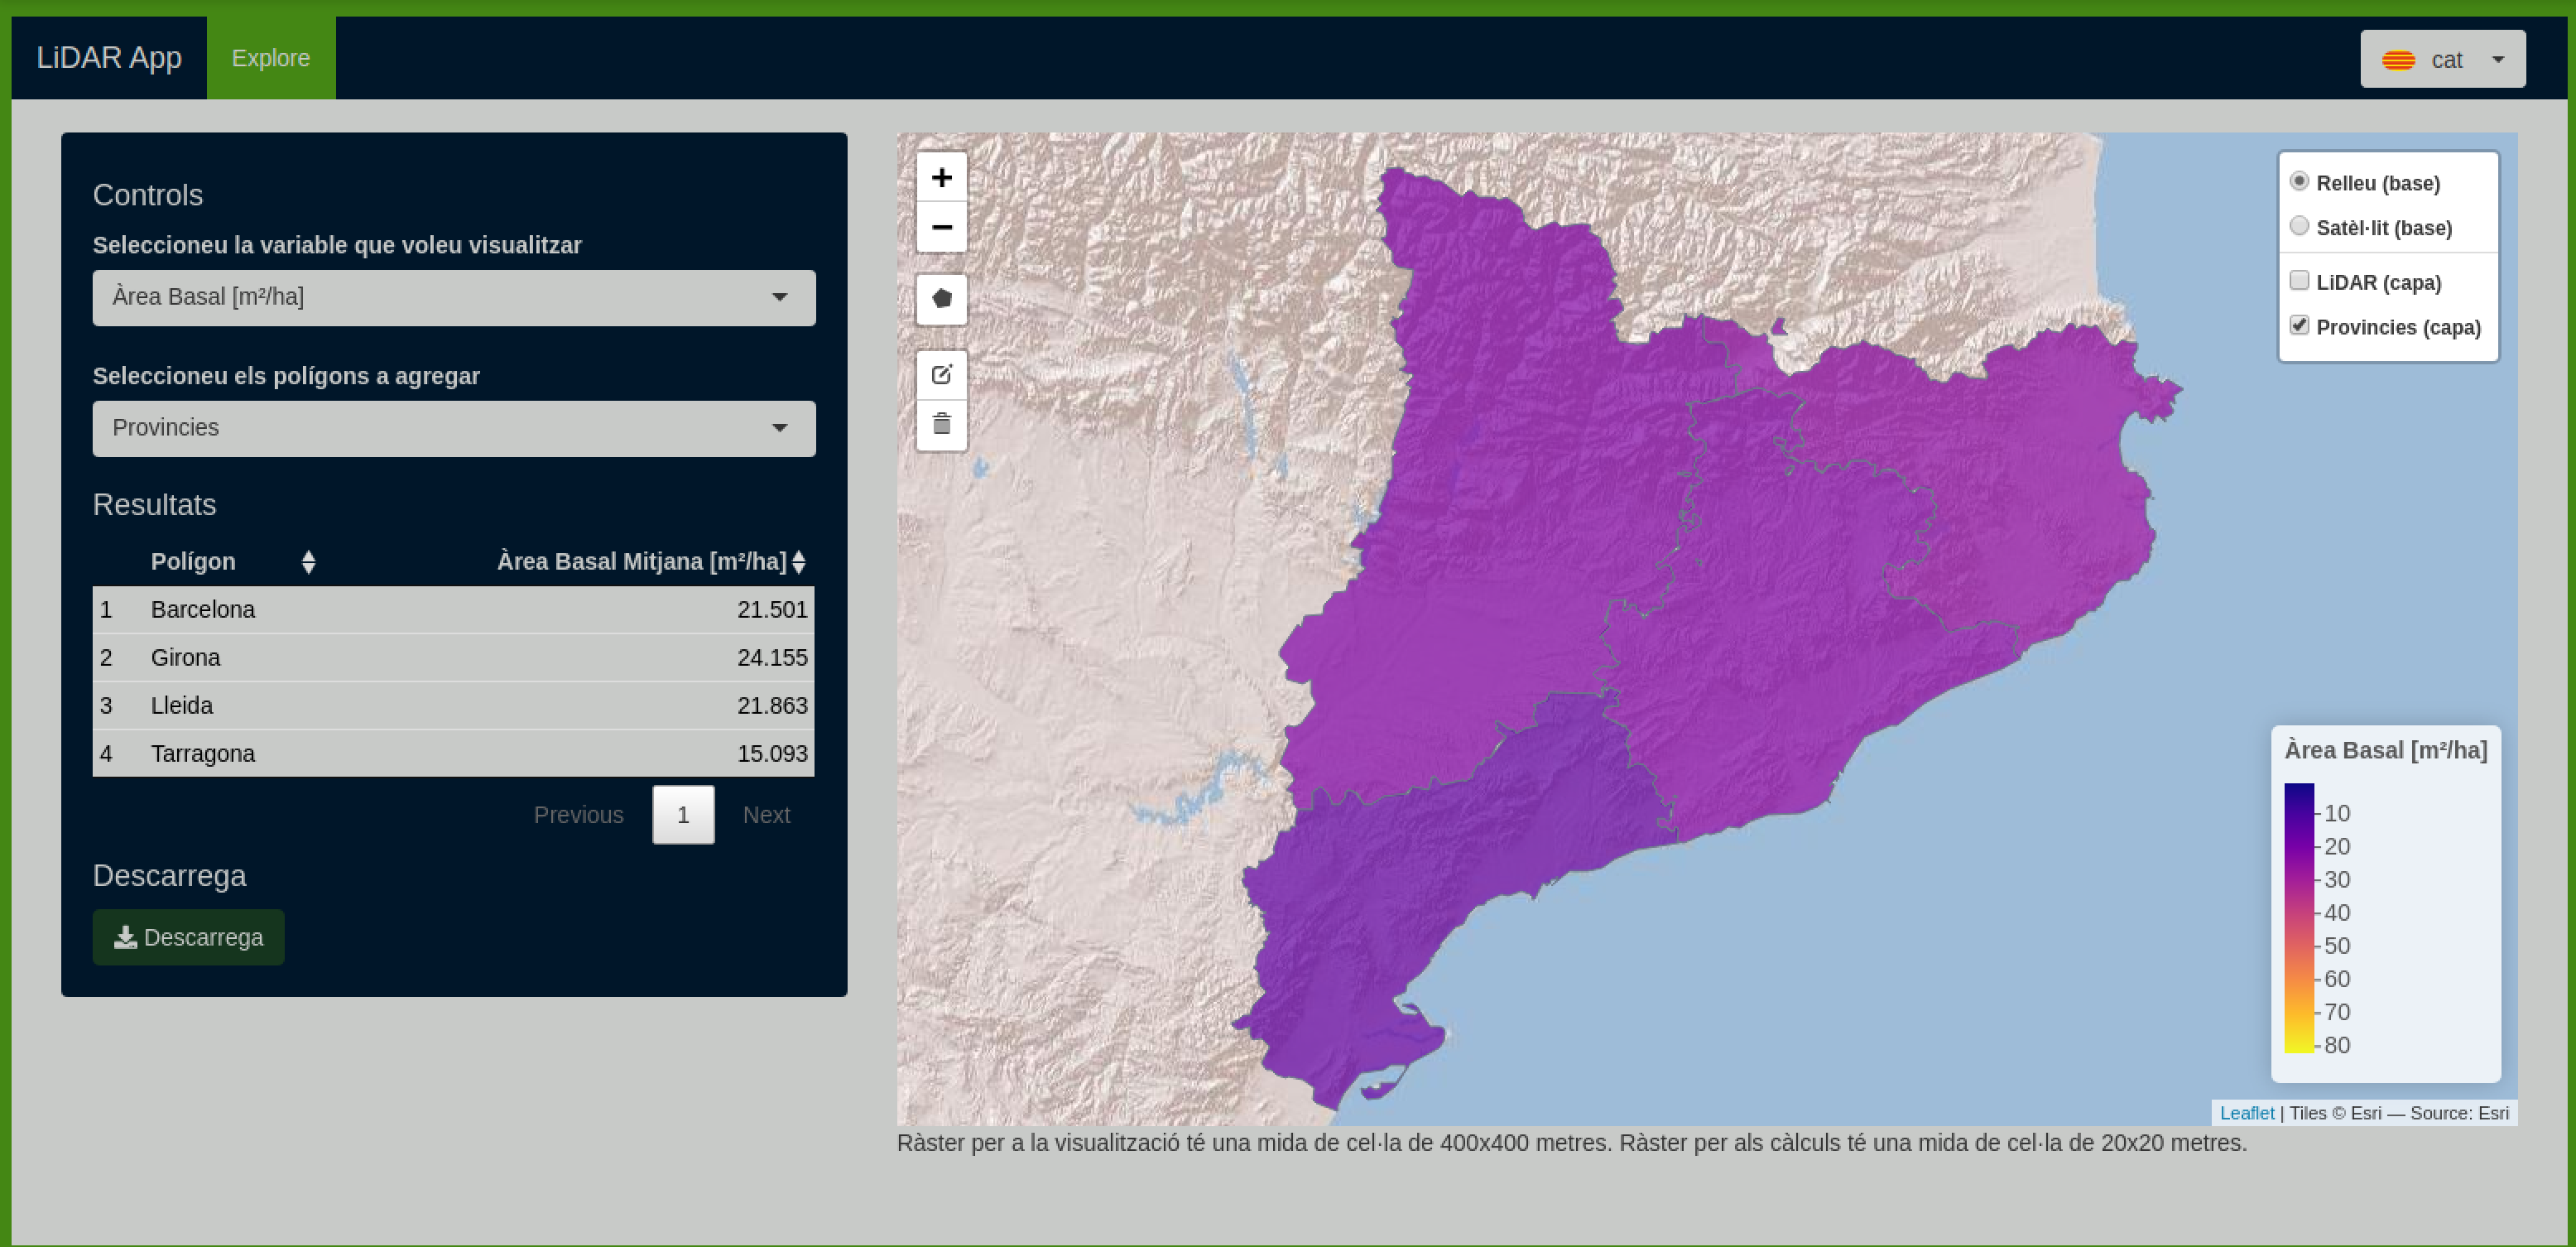 LiDAR App Explore cat
Controls
Seleccioneu la variable que voleu visualitzar
Àrea Basal [m²/ha]
Seleccioneu els polígons a agregar
Provincies
Resultats
Polígon Àrea Basal Mitjana [m²/ha]
1 Barcelona 21.501
2 Girona 24.155
3 Lleida 21.863
4 Tarragona 15.093
Previous 1 Next
Descarrega
Descarrega
+
−
Relleu (base)
Satèl·lit (base)
LiDAR (capa)
Provincies (capa)
Àrea Basal [m²/ha]
10
20
30
40
50
60
70
80
Leaflet | Tiles © Esri — Source: Esri
Ràster per a la visualització té una mida de cel·la de 400x400 metres. Ràster per als càlculs té una mida de cel·la de 20x20 metres.